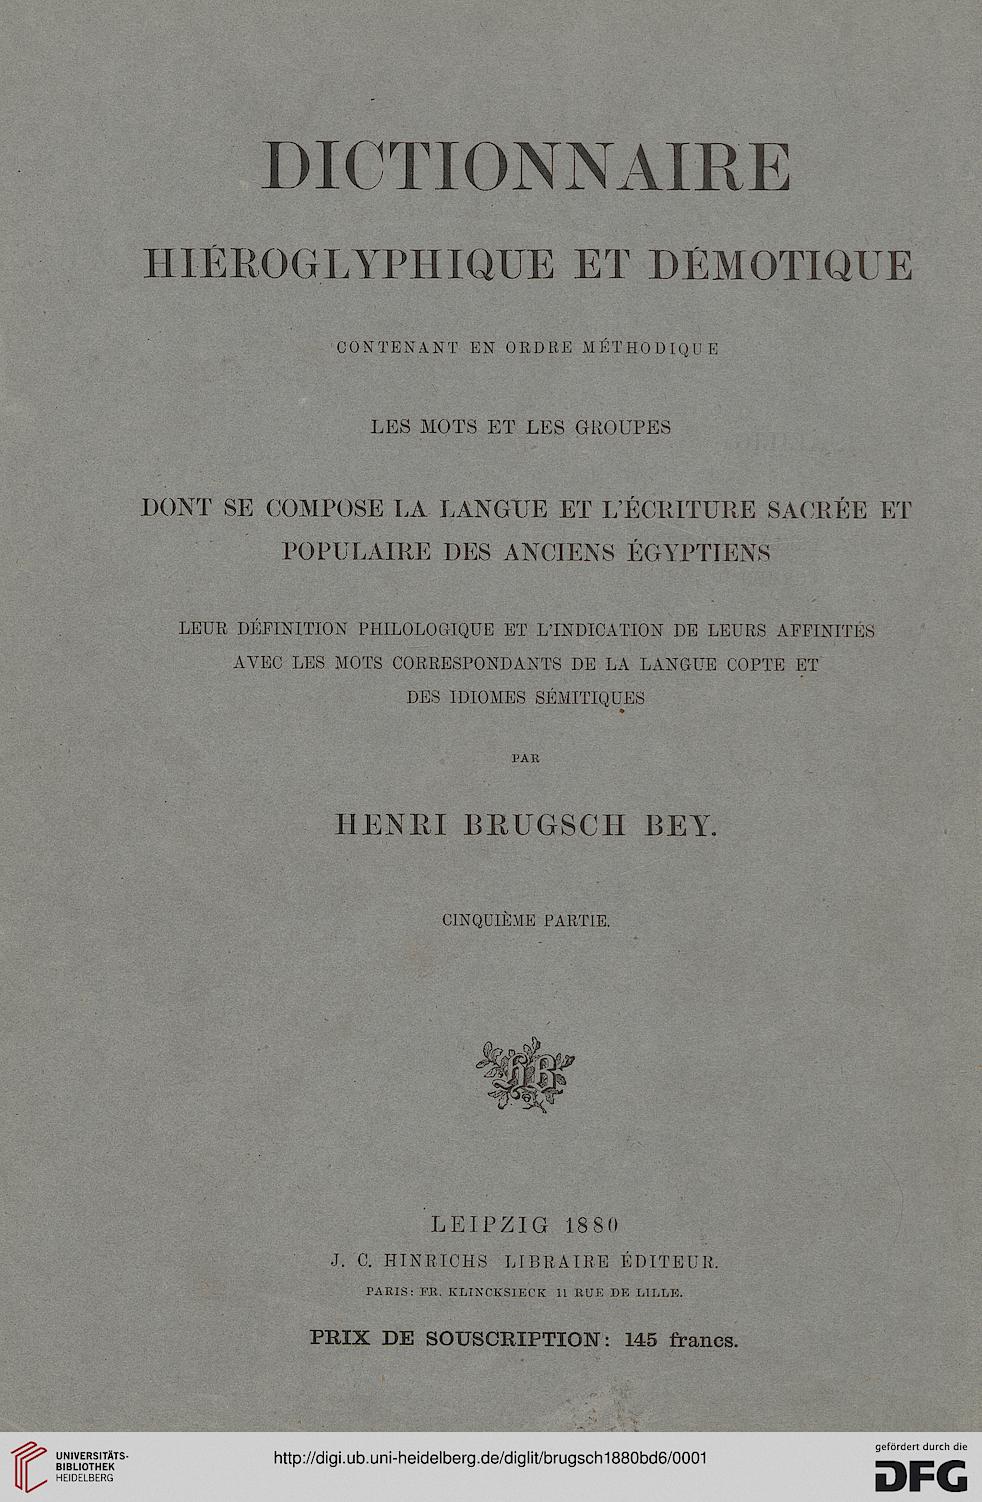 DICTIONNAIRE
HIÉROGLYPHIQUE ET DÉMOTIQUE
CONTENANT EN ORDRE MÉTHODIQUE
LES MOTS ET LES GROUPES
DONT SE COMPOSE LA LANGUE ET L'ÉCRITURE SACRÉE ET
POPULAIRE DES ANCIENS ÉGYPTIENS
LEUR DÉFINITION PHILOLOGIQUE ET L'INDICATION DE LEURS AFFINITÉS
AVEC LES MOTS CORRESPONDANTS DE LA LANGUE COPTE ET
DES IDIOMES SÉMITIQUES
PAR
HENRI BRUGSCH BEY.
CINQUIÈME PARTIE.
HB
LEIPZIG 1880
J. C. HINRICHS LIBRAIRE ÉDITEUR.
PARIS: FR. KLINCKSIECK 11 RUE DE LILLE.
PRIX DE SOUSCRIPTION: 145 francs.
UNIVERSITÄTS-
BIBLIOTHEK
HEIDELBERG
http://digi.ub.uni-heidelberg.de/diglit/brugsch1880bd6/0001
gefördert durch die
DFG